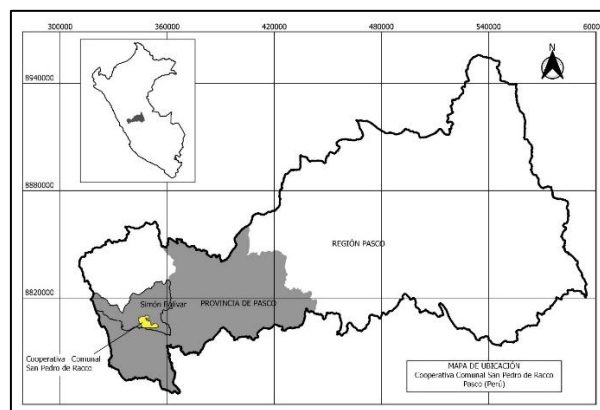 300000 360000 420000 480000 540000 6000
N
8940000
8880000
REGIÓN PASCO
8820000
Simón Bolívar
PROVINCIA DE PASCO
Cooperativa Comunal
San Pedro de Racco
MAPA DE UBICACIÓN
Cooperativa Comunal San Pedro de Racco
Pasco (Perú)